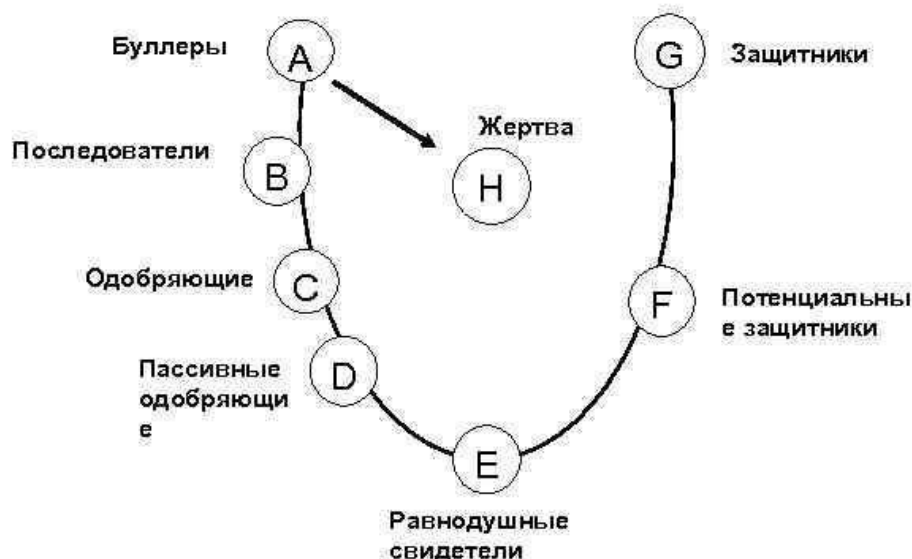 Буллеры
A
G
Защитники
Жертва
H
Последователи
B
Одобряющие
C
F
Потенциальны
е защитники
Пассивные
одобряющи
е
D
E
Равнодушные
свидетели